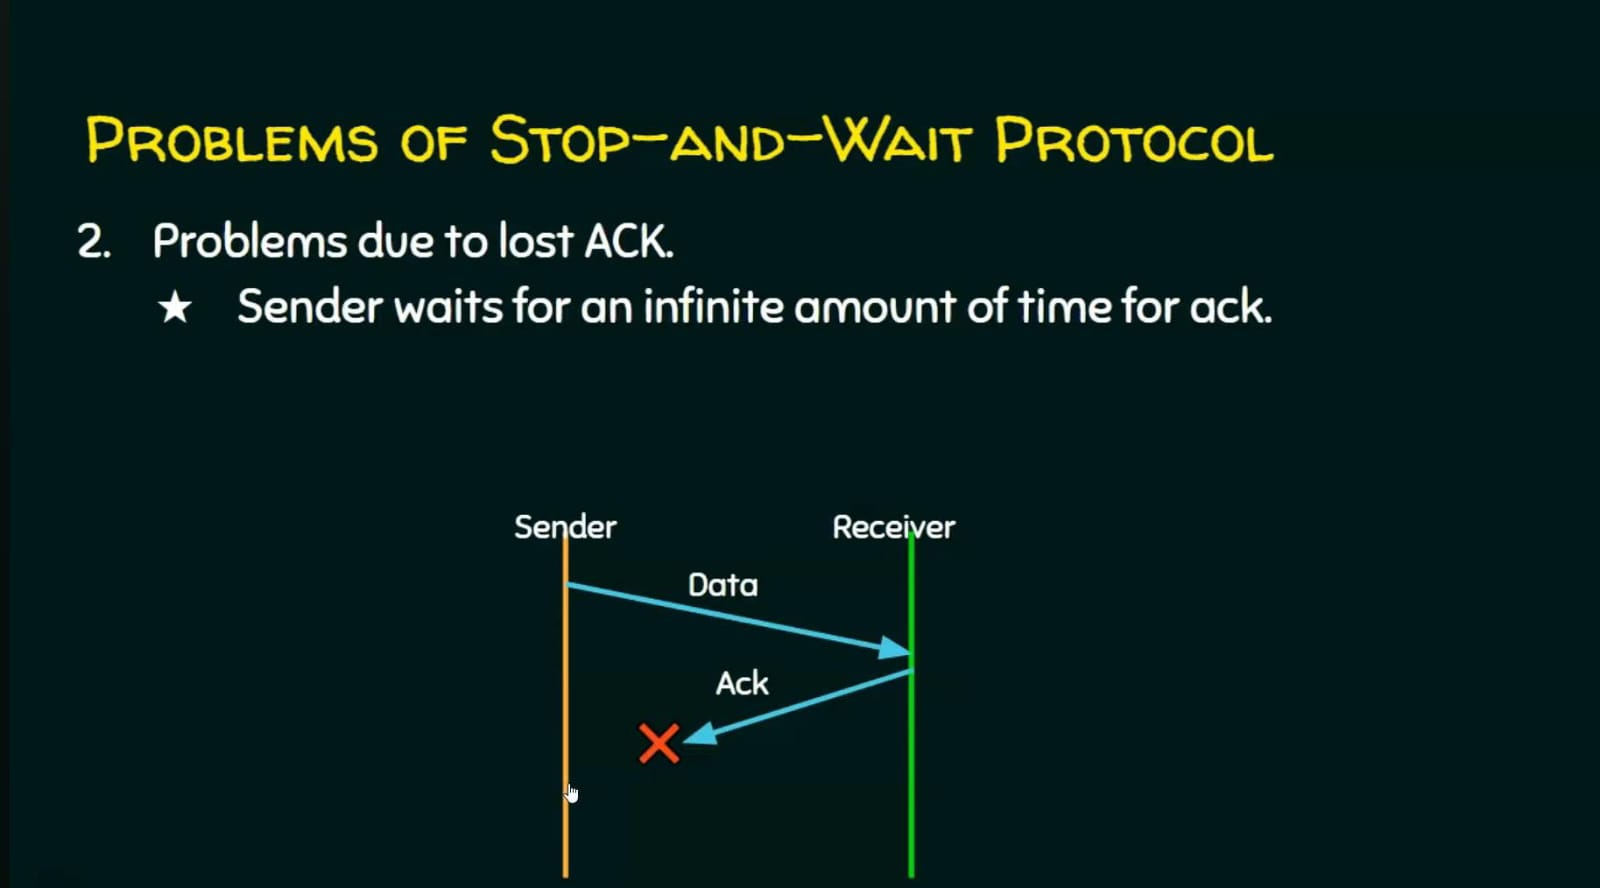 Problems of Stop-and-Wait Protocol
2. Problems due to lost ACK.
★ Sender waits for an infinite amount of time for ack.
Sender Receiver
Data
Ack